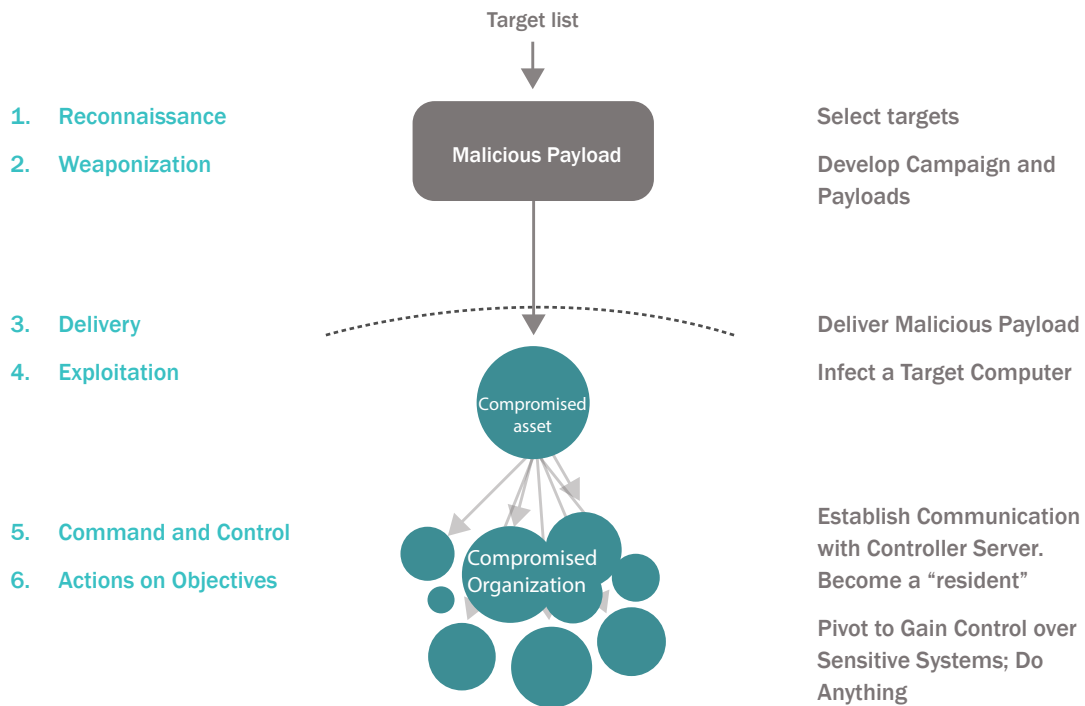 Target list
1. Reconnaissance
Malicious Payload
Select targets
2. Weaponization
Develop Campaign and
Payloads
3. Delivery
Deliver Malicious Payload
4. Exploitation
Infect a Target Computer
Compromised
asset
5. Command and Control
6. Actions on Objectives
Compromised
Organization
Establish Communication
with Controller Server.
Become a “resident”
Pivot to Gain Control over
Sensitive Systems; Do
Anything